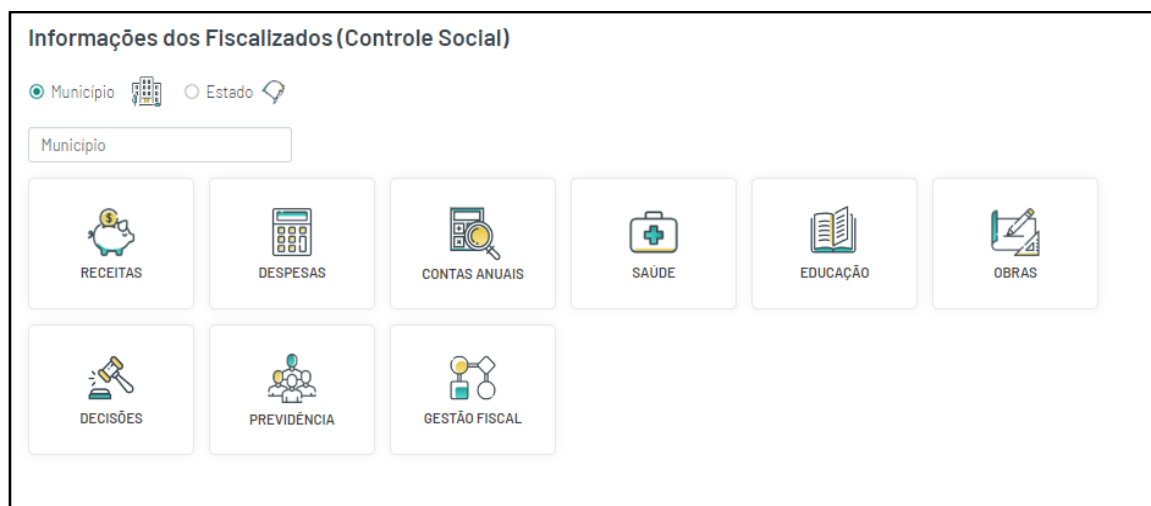 Informações dos Fiscalizados (Controle Social)
Município Estado
Município
RECEITAS DESPESAS CONTAS ANUAIS SAÚDE EDUCAÇÃO OBRAS
DECISÕES PREVIDÊNCIA GESTÃO FISCAL